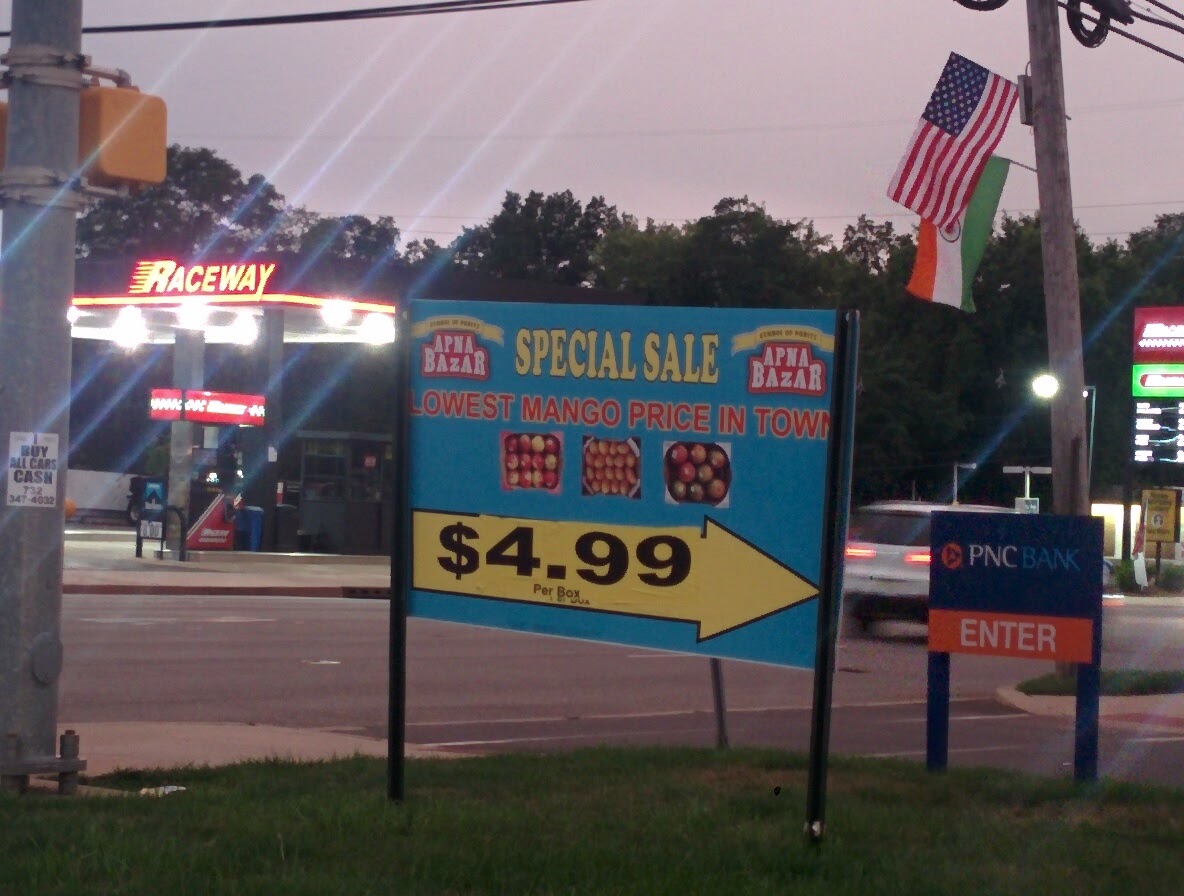 RACEWAY
BUY
ALL CARS
CASH
732
347-4032
SYMBOL OF PURITY
APNA
BAZAR
SPECIAL SALE
SYMBOL OF PURITY
APNA
BAZAR
LOWEST MANGO PRICE IN TOWN
$4.99
Per Box
PNC BANK
ENTER